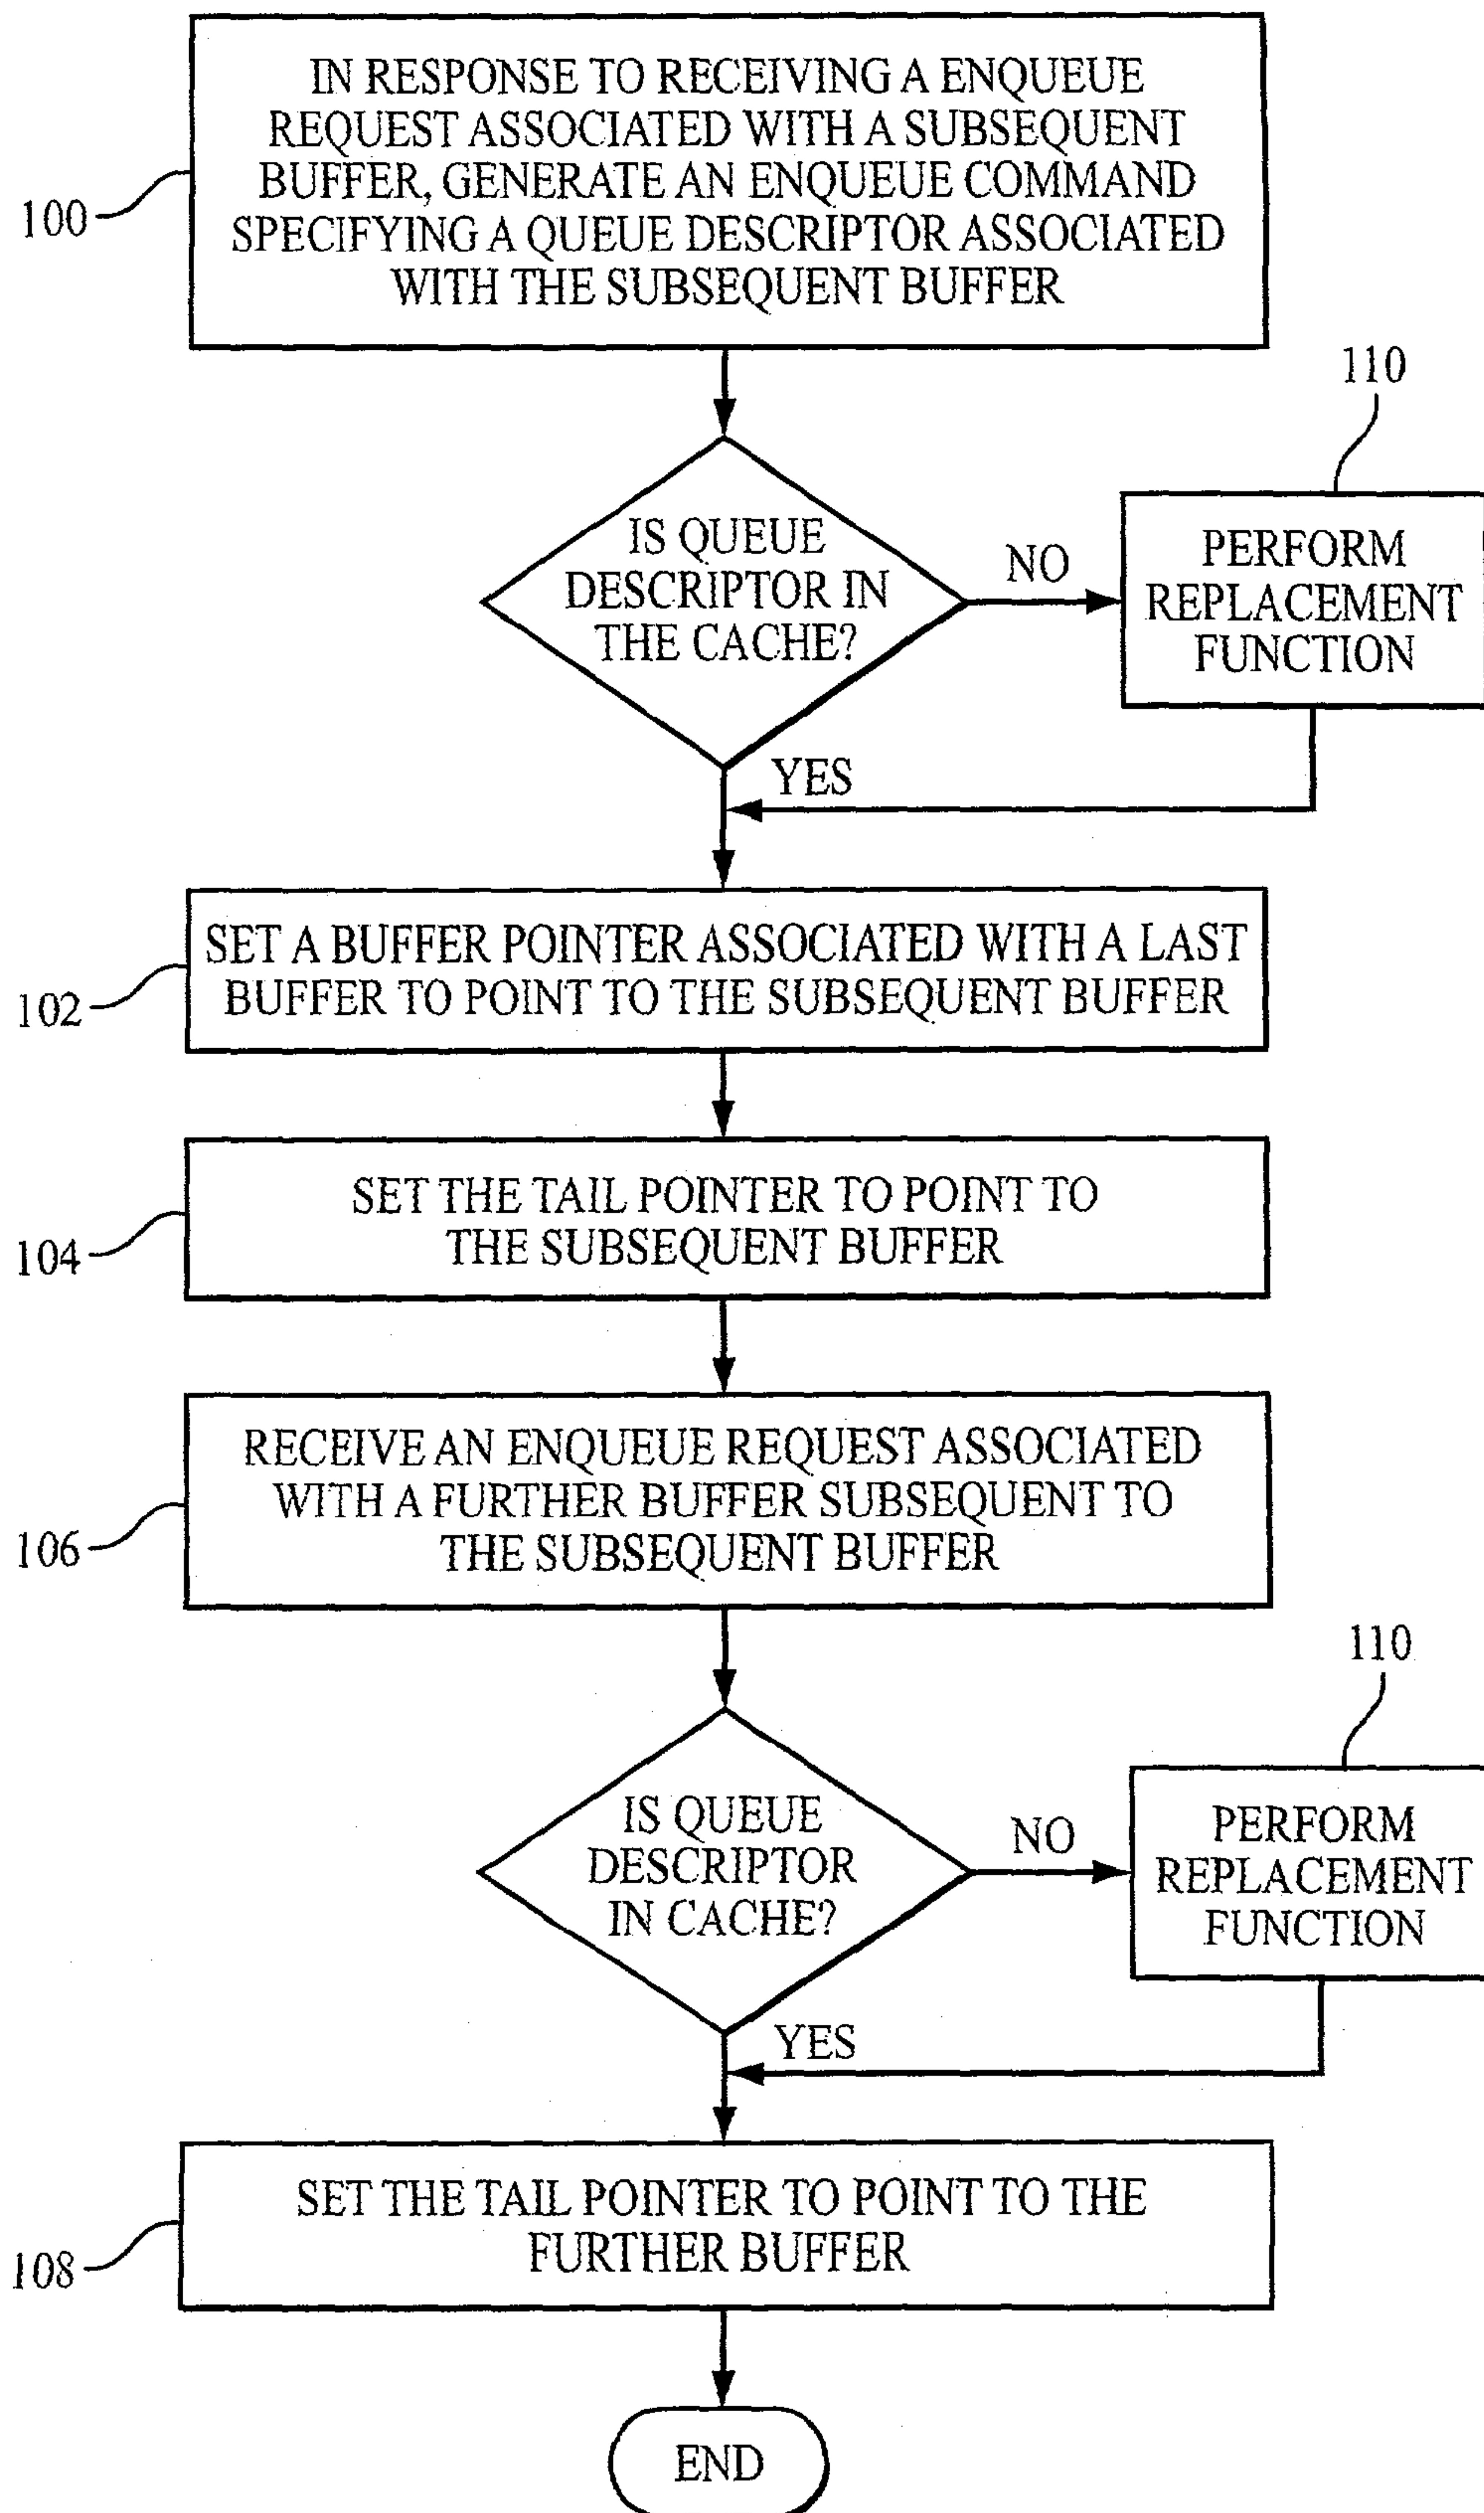 IN RESPONSE TO RECEIVING A ENQUEUE
REQUEST ASSOCIATED WITH A SUBSEQUENT
BUFFER, GENERATE AN ENQUEUE COMMAND
SPECIFYING A QUEUE DESCRIPTOR ASSOCIATED
WITH THE SUBSEQUENT BUFFER
100
110
IS QUEUE
DESCRIPTOR IN
THE CACHE?
NO
PERFORM
REPLACEMENT
FUNCTION
YES
SET A BUFFER POINTER ASSOCIATED WITH A LAST
BUFFER TO POINT TO THE SUBSEQUENT BUFFER
102
SET THE TAIL POINTER TO POINT TO
THE SUBSEQUENT BUFFER
104
RECEIVE AN ENQUEUE REQUEST ASSOCIATED
WITH A FURTHER BUFFER SUBSEQUENT TO
THE SUBSEQUENT BUFFER
106
110
IS QUEUE
DESCRIPTOR
IN CACHE?
NO
PERFORM
REPLACEMENT
FUNCTION
YES
SET THE TAIL POINTER TO POINT TO THE
FURTHER BUFFER
108
END